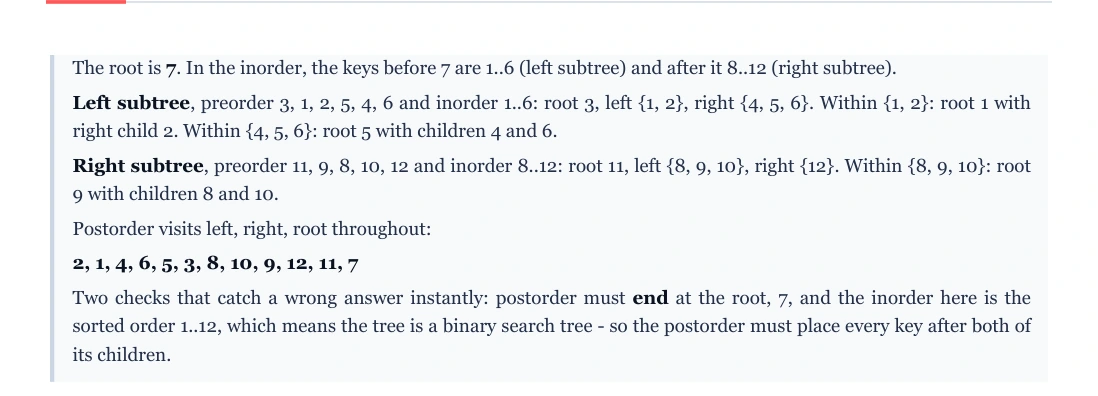 The root is 7. In the inorder, the keys before 7 are 1..6 (left subtree) and after it 8..12 (right subtree).
Left subtree, preorder 3, 1, 2, 5, 4, 6 and inorder 1..6: root 3, left {1, 2}, right {4, 5, 6}. Within {1, 2}: root 1 with
right child 2. Within {4, 5, 6}: root 5 with children 4 and 6.
Right subtree, preorder 11, 9, 8, 10, 12 and inorder 8..12: root 11, left {8, 9, 10}, right {12}. Within {8, 9, 10}: root
9 with children 8 and 10.
Postorder visits left, right, root throughout:
2, 1, 4, 6, 5, 3, 8, 10, 9, 12, 11, 7
Two checks that catch a wrong answer instantly: postorder must end at the root, 7, and the inorder here is the
sorted order 1..12, which means the tree is a binary search tree - so the postorder must place every key after both of
its children.